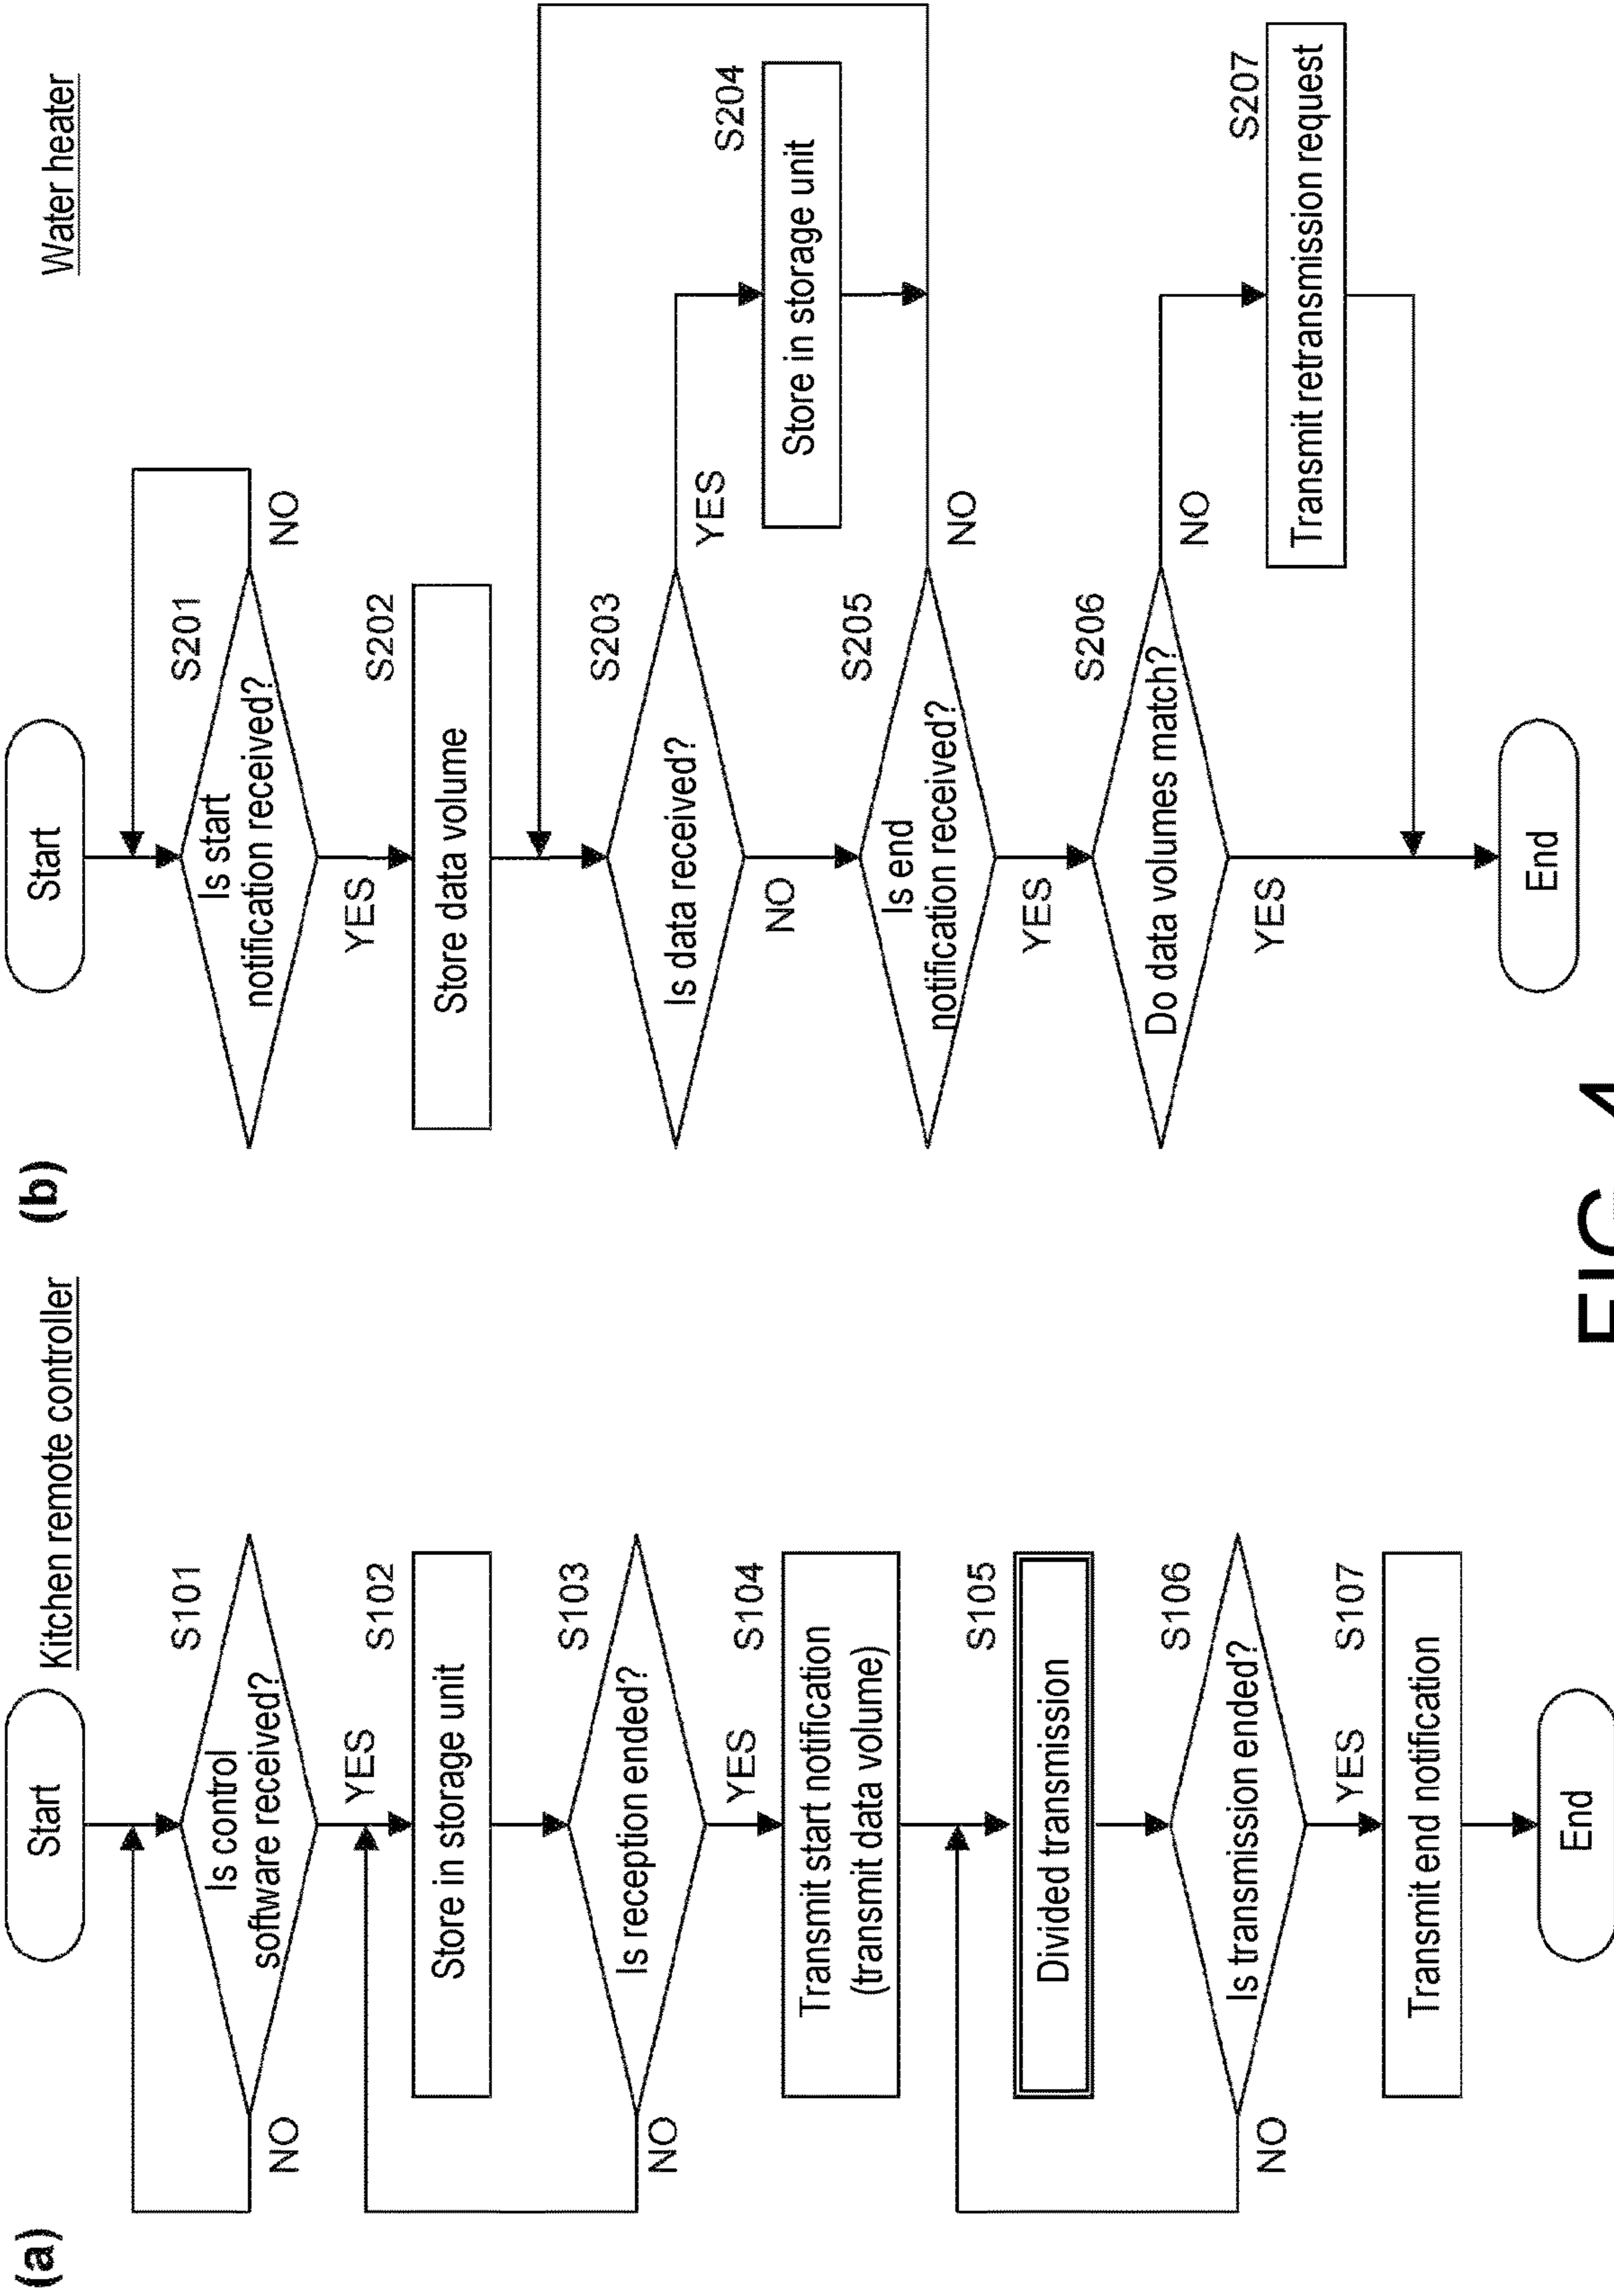 (a)
Kitchen remote controller
Start
S101
Is control
software received?
NO
YES
S102
Store in storage unit
S103
Is reception ended?
NO
YES
S104
Transmit start notification
(transmit data volume)
S105
Divided transmission
S106
Is transmission ended?
NO
YES
S107
Transmit end notification
End
(b)
Water heater
Start
S201
Is start
notification received?
NO
YES
S202
Store data volume
S203
Is data received?
YES
NO
S204
Store in storage unit
S205
Is end
notification received?
NO
YES
S206
Do data volumes match?
NO
YES
S207
Transmit retransmission request
End
FIG. 4